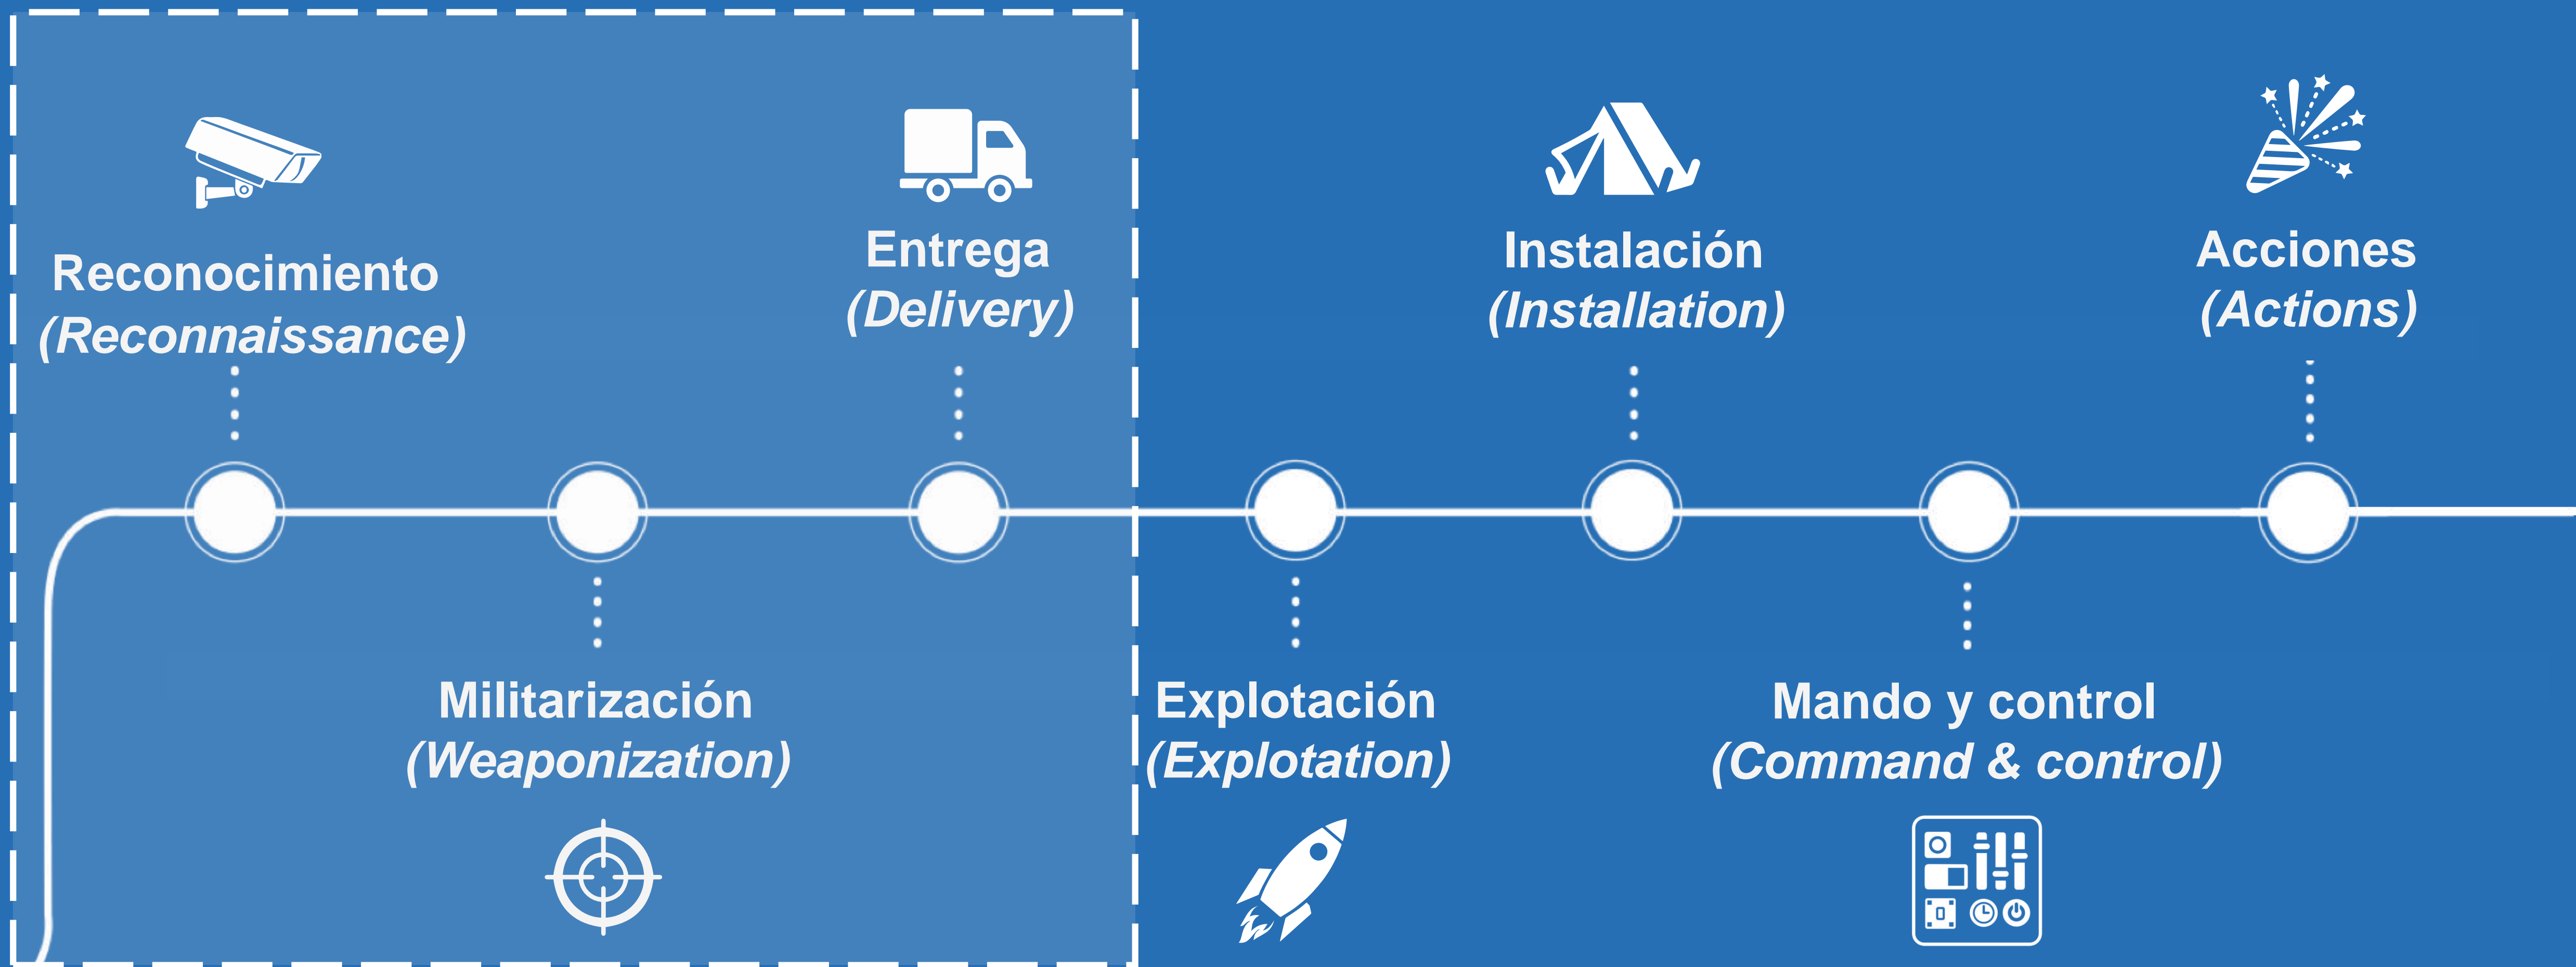 Reconocimiento
(Reconnaissance)
Militarización
(Weaponization)
Entrega
(Delivery)
Explotación
(Explotation)
Instalación
(Installation)
Mando y control
(Command & control)
Acciones
(Actions)